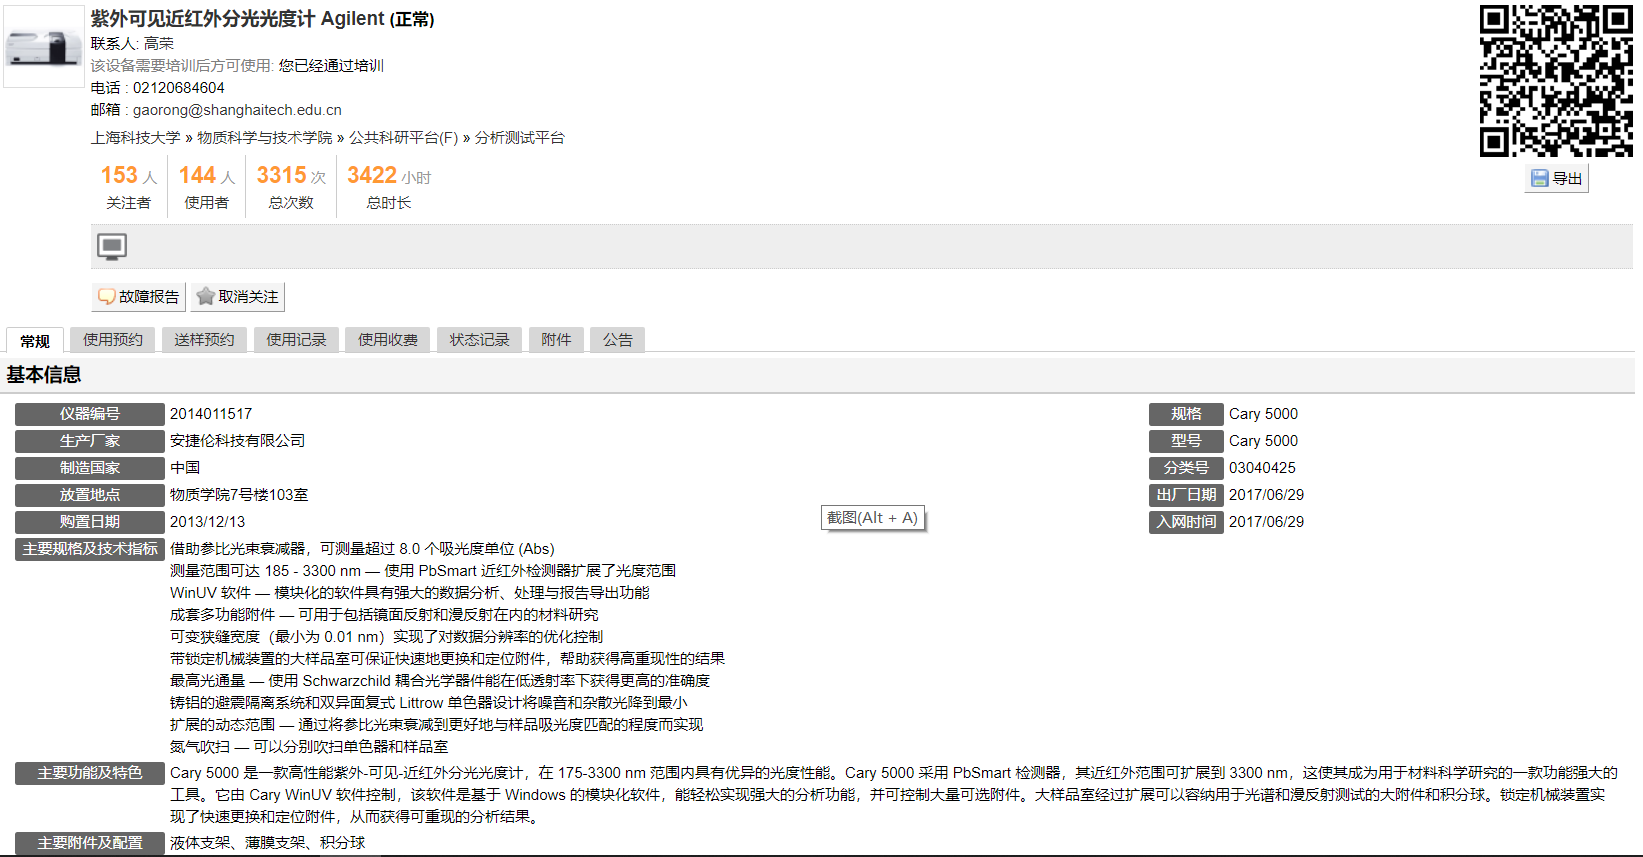 紫外可见近红外分光光度计 Agilent (正常)
联系人: 高荣
该设备需要培训后方可使用: 您已经通过培训
电话 : 02120684604
邮箱 : gaorong@shanghaitech.edu.cn
上海科技大学 » 物质科学与技术学院 » 公共科研平台(F) » 分析测试平台
153 人 144 人 3315 次 3422 小时
关注者 使用者 总次数 总时长
导出
故障报告 取消关注
常规 使用预约 送样预约 使用记录 使用收费 状态记录 附件 公告
基本信息
仪器编号 2014011517 规格 Cary 5000
生产厂家 安捷伦科技有限公司 型号 Cary 5000
制造国家 中国 分类号 03040425
放置地点 物质学院7号楼103室 出厂日期 2017/06/29
购置日期 2013/12/13 截图(Alt + A) 入网时间 2017/06/29
主要规格及技术指标 借助参比光束衰减器，可测量超过 8.0 个吸光度单位 (Abs)
测量范围可达 185 - 3300 nm — 使用 PbSmart 近红外检测器扩展了光度范围
WinUV 软件 — 模块化的软件具有强大的数据分析、处理与报告导出功能
成套多功能附件 — 可用于包括镜面反射和漫反射在内的材料研究
可变狭缝宽度（最小为 0.01 nm）实现了对数据分辨率的优化控制
带锁定机械装置的大样品室可保证快速地更换和定位附件，帮助获得高重现性的结果
最高光通量 — 使用 Schwarzchild 耦合光学器件能在低透射率下获得更高的准确度
铸铝的避震隔离系统和双异面复式 Littrow 单色器设计将噪音和杂散光降到最小
扩展的动态范围 — 通过将参比光束衰减到更好地与样品吸光度匹配的程度而实现
氮气吹扫 — 可以分别吹扫单色器和样品室
主要功能及特色 Cary 5000 是一款高性能紫外-可见-近红外分光光度计，在 175-3300 nm 范围内具有优异的光度性能。Cary 5000 采用 PbSmart 检测器，其近红外范围可扩展到 3300 nm，这使其成为用于材料科学研究的一款功能强大的
工具。它由 Cary WinUV 软件控制，该软件是基于 Windows 的模块化软件，能轻松实现强大的分析功能，并可控制大量可选附件。大样品室经过扩展可以容纳用于光谱和漫反射测试的大附件和积分球。锁定机械装置实
现了快速更换和定位附件，从而获得可重现的分析结果。
主要附件及配置 液体支架、薄膜支架、积分球